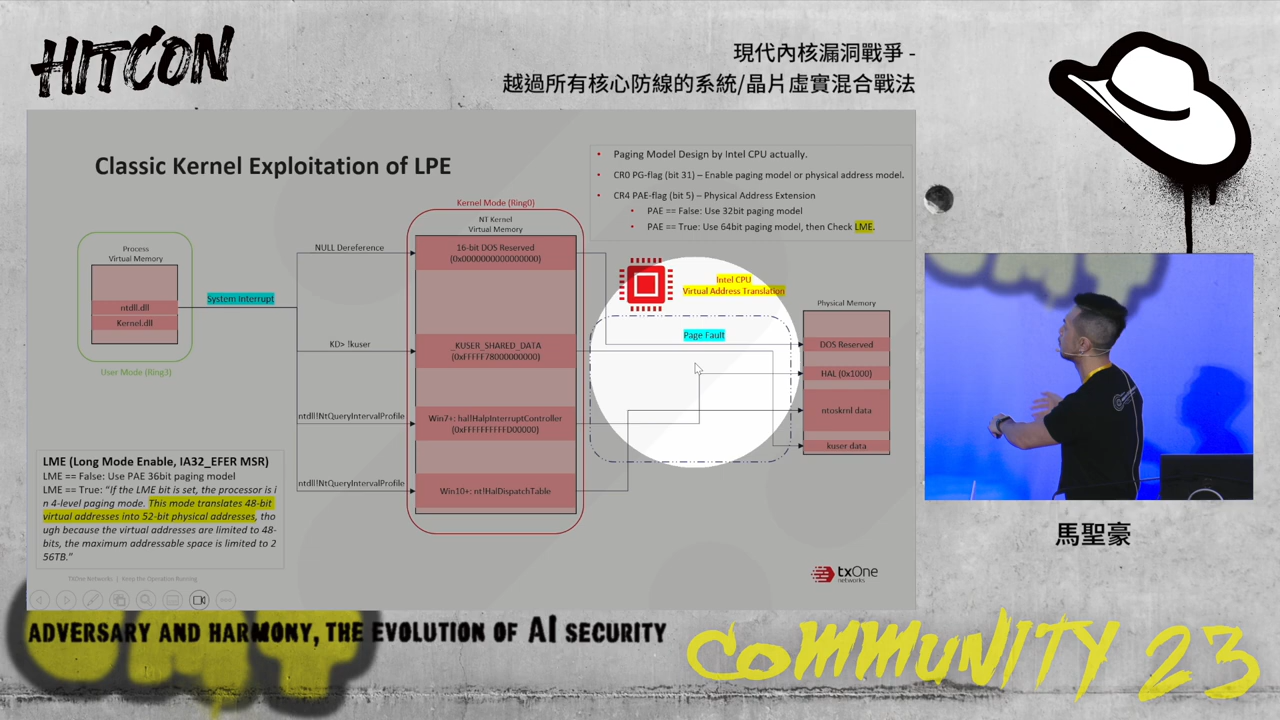 HITCON
現代內核漏洞戰爭 -
越過所有核心防線的系統/晶片虛實混合戰法
Classic Kernel Exploitation of LPE
• Paging Model Design by Intel CPU actually.
• CR0 PG-flag (bit 31) – Enable paging model or physical address model.
• CR4 PAE-flag (bit 5) – Physical Address Extension
• PAE == False: Use 32bit paging model
• PAE == True: Use 64bit paging model, then Check LME.
Kernel Mode (Ring0)
NT Kernel
Virtual Memory
Process
Virtual Memory
ntdll.dll
Kernel.dll
User Mode (Ring3)
System Interrupt
NULL Dereference
KD> !kuser
ntdll!NtQueryIntervalProfile
ntdll!NtQueryIntervalProfile
16-bit DOS Reserved
(0x0000000000000000)
_KUSER_SHARED_DATA
(0xFFFFF78000000000)
Win7+: hal!HalpInterruptController
(0xFFFFFFFFFFD00000)
Win10+: nt!HalDispatchTable
Intel CPU
Virtual Address Translation
Page Fault
Physical Memory
DOS Reserved
HAL (0x1000)
ntoskrnl data
kuser data
LME (Long Mode Enable, IA32_EFER MSR)
LME == False: Use PAE 36bit paging model
LME == True: “If the LME bit is set, the processor is i
n 4-level paging mode. This mode translates 48-bit
virtual addresses into 52-bit physical addresses, tho
ugh because the virtual addresses are limited to 48-
bits, the maximum addressable space is limited to 2
56TB.”
TXOne Networks | Keep the Operation Running
txOne
networks
馬聖豪
ADVERSARY AND HARMONY, THE EVOLUTION OF AI SECURITY
COMMUNITY 23